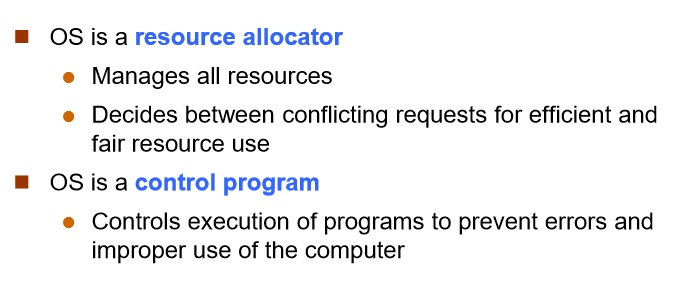 OS is a resource allocator
Manages all resources
Decides between conflicting requests for efficient and
fair resource use
OS is a control program
Controls execution of programs to prevent errors and
improper use of the computer